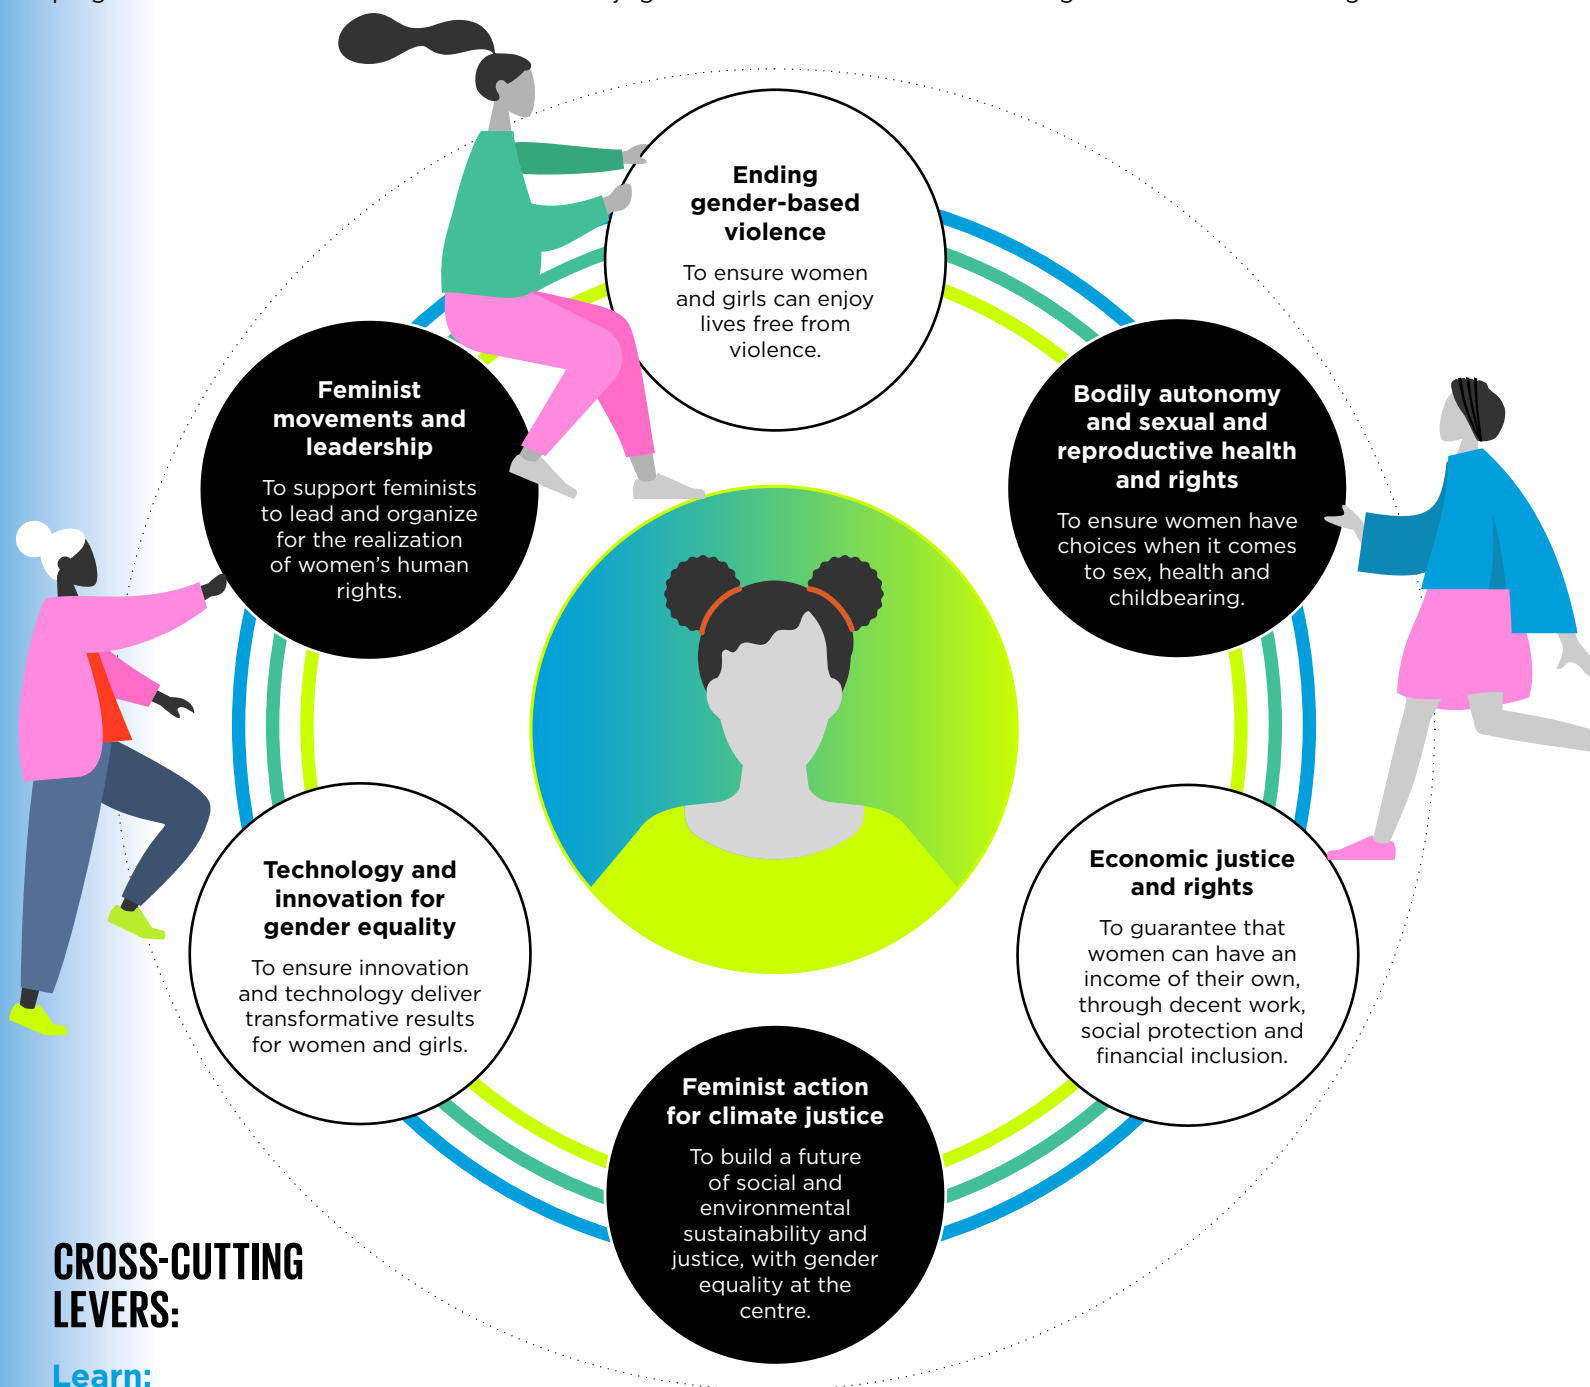 Ending
gender-based
violence
To ensure women
and girls can enjoy
lives free from
violence.
Feminist
movements and
leadership
To support feminists
to lead and organize
for the realization
of women’s human
rights.
Bodily autonomy
and sexual and
reproductive health
and rights
To ensure women have
choices when it comes
to sex, health and
childbearing.
Technology and
innovation for
gender equality
To ensure innovation
and technology deliver
transformative results
for women and girls.
Economic justice
and rights
To guarantee that
women can have an
income of their own,
through decent work,
social protection and
financial inclusion.
Feminist action
for climate justice
To build a future
of social and
environmental
sustainability and
justice, with gender
equality at the
centre.
CROSS-CUTTING
LEVERS:
Learn: